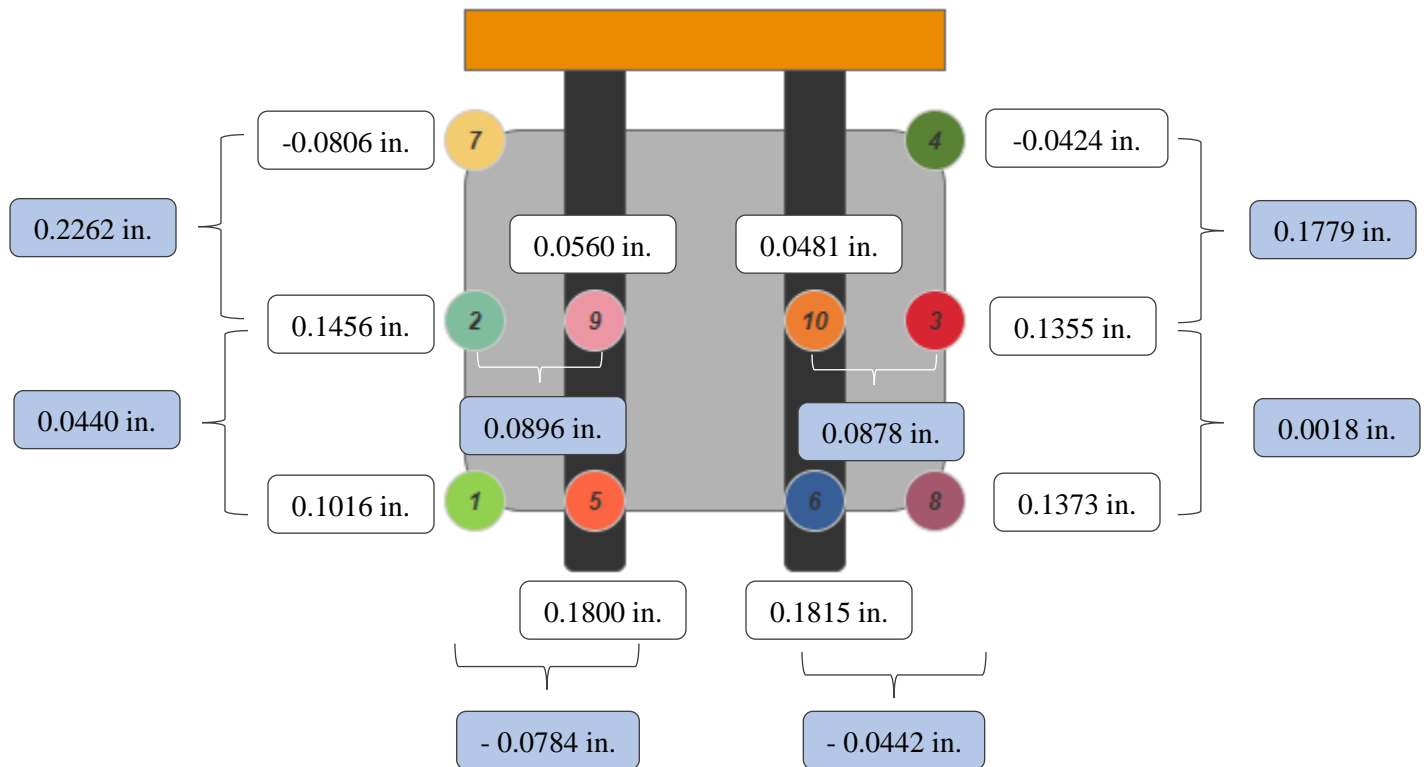 7
4
-0.0806 in.
-0.0424 in.
0.2262 in.
0.1779 in.
0.0560 in.
0.0481 in.
0.1456 in.
2
9
10
3
0.1355 in.
0.0440 in.
0.0896 in.
0.0878 in.
0.0018 in.
0.1016 in.
1
5
6
8
0.1373 in.
0.1800 in.
0.1815 in.
- 0.0784 in.
- 0.0442 in.